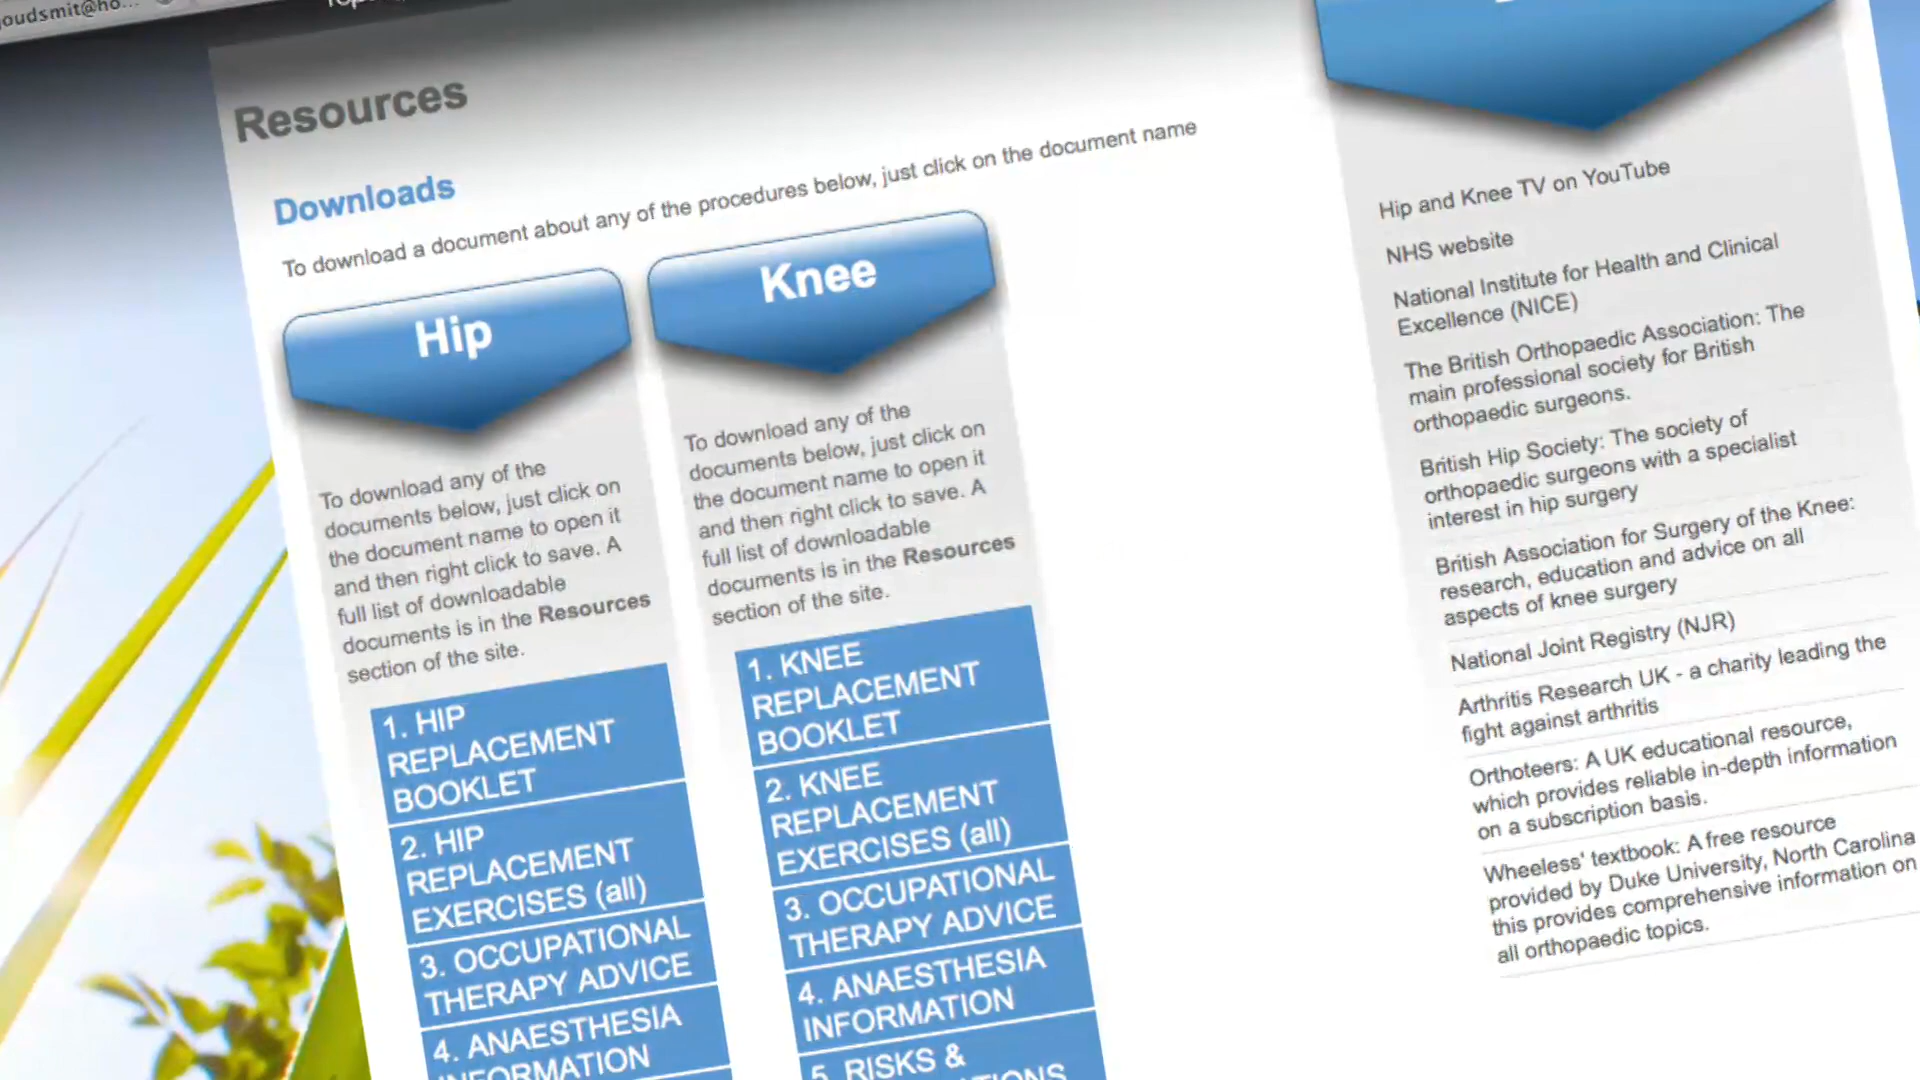 oudsmit@ho...
Resources
Downloads
To download a document about any of the procedures below, just click on the document name
Hip
To download any of the
documents below, just click on
the document name to open it
and then right click to save. A
full list of downloadable
documents is in the Resources
section of the site.
1. HIP
REPLACEMENT
BOOKLET
2. HIP
REPLACEMENT
EXERCISES (all)
3. OCCUPATIONAL
THERAPY ADVICE
4. ANAESTHESIA
INFORMATION
Knee
To download any of the
documents below, just click on
the document name to open it
and then right click to save. A
full list of downloadable
documents is in the Resources
section of the site.
1. KNEE
REPLACEMENT
BOOKLET
2. KNEE
REPLACEMENT
EXERCISES (all)
3. OCCUPATIONAL
THERAPY ADVICE
4. ANAESTHESIA
INFORMATION
5. RISKS &
Hip and Knee TV on YouTube
NHS website
National Institute for Health and Clinical
Excellence (NICE)
The British Orthopaedic Association: The
main professional society for British
orthopaedic surgeons.
British Hip Society: The society of
orthopaedic surgeons with a specialist
interest in hip surgery
British Association for Surgery of the Knee:
research, education and advice on all
aspects of knee surgery
National Joint Registry (NJR)
Arthritis Research UK - a charity leading the
fight against arthritis
Orthoteers: A UK educational resource,
which provides reliable in-depth information
on a subscription basis.
Wheeless' textbook: A free resource
provided by Duke University, North Carolina
this provides comprehensive information on
all orthopaedic topics.